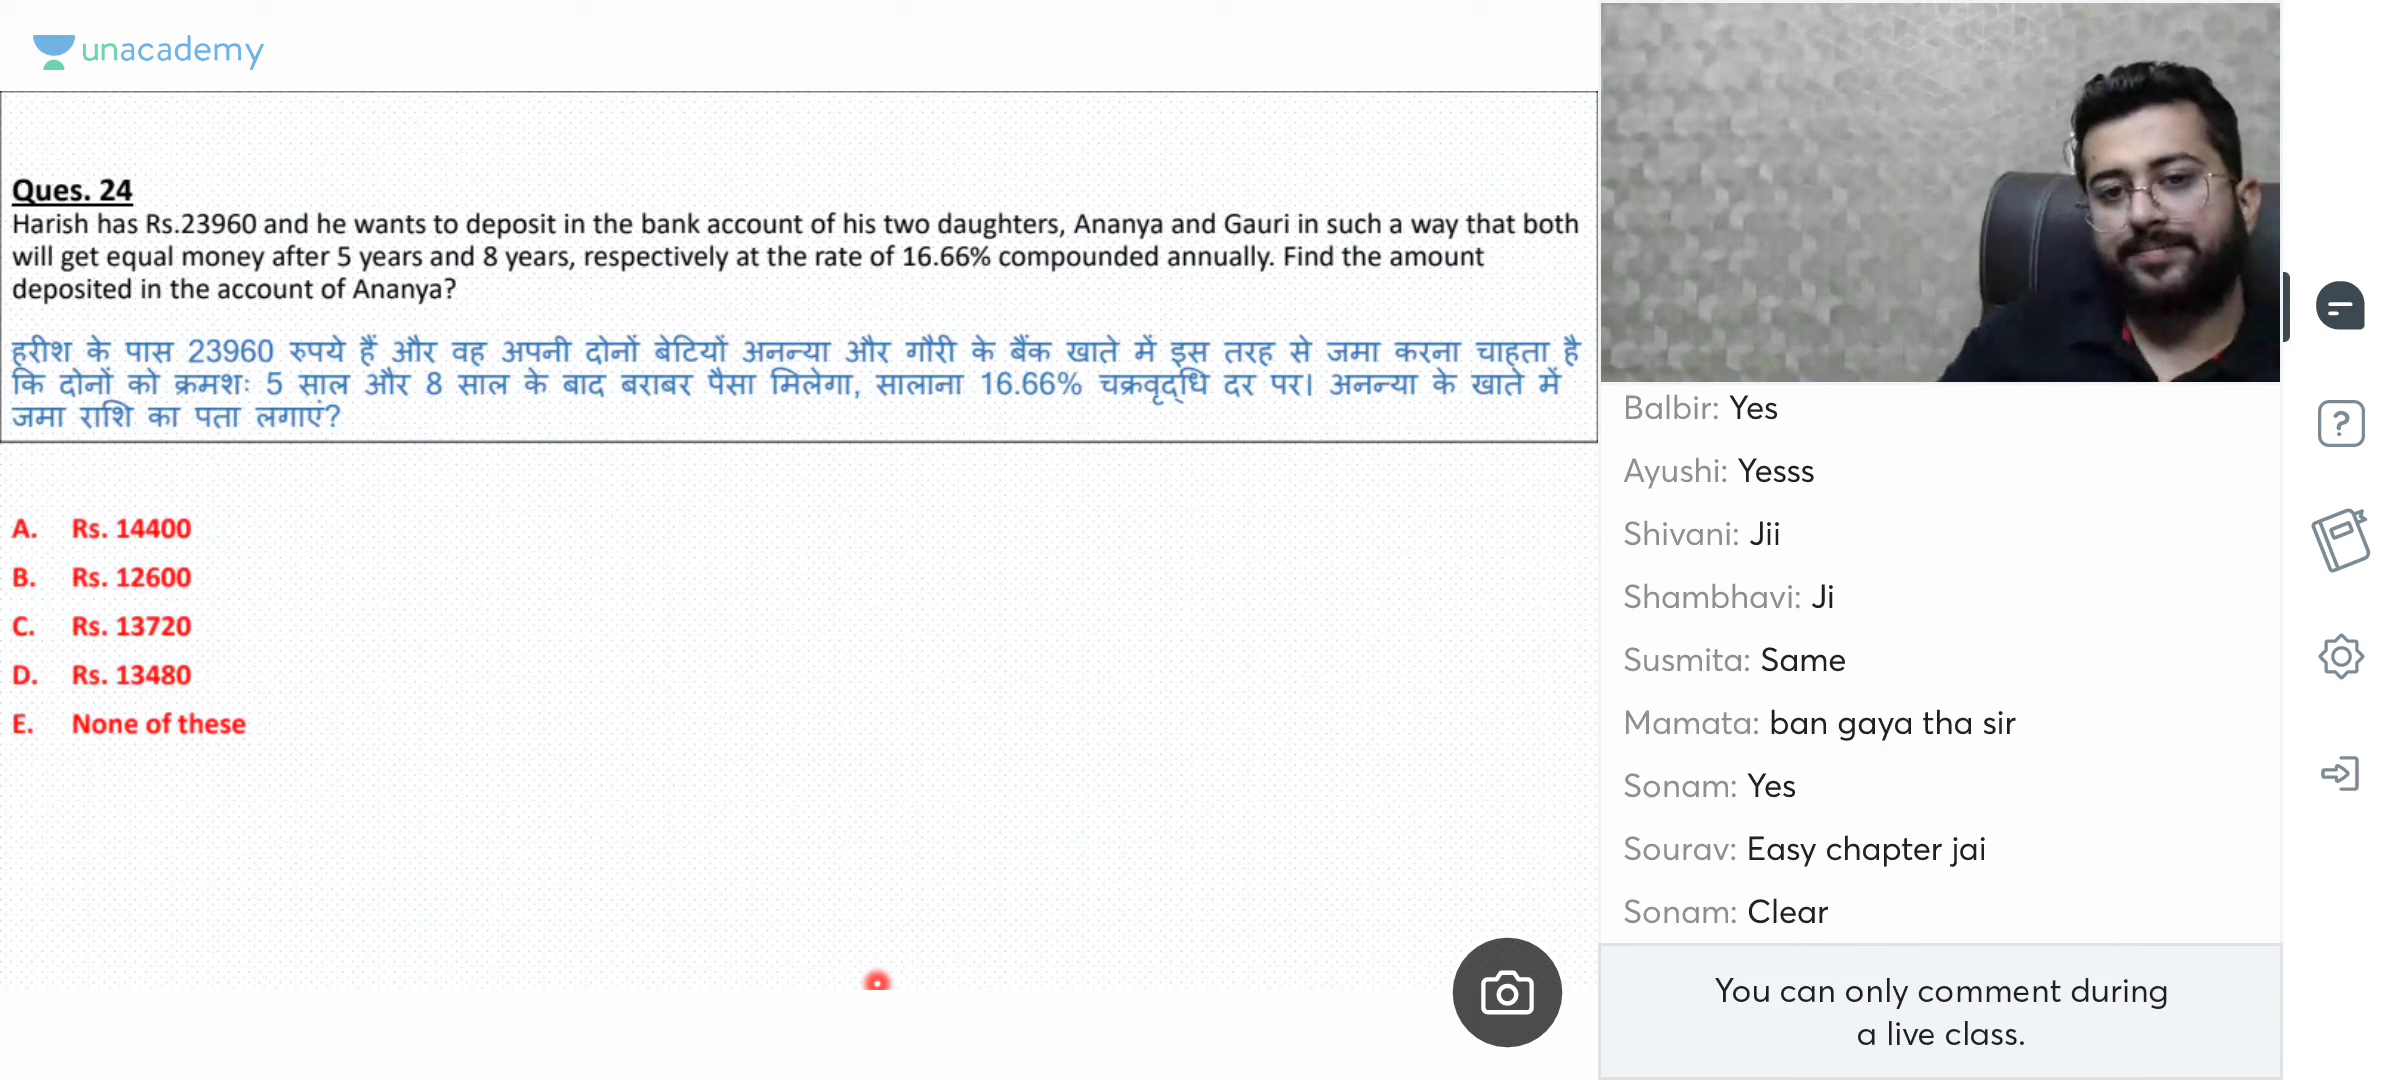 unacademy
Ques. 24
Harish has Rs.23960 and he wants to deposit in the bank account of his two daughters, Ananya and Gauri in such a way that both
will get equal money after 5 years and 8 years, respectively at the rate of 16.66% compounded annually. Find the amount
deposited in the account of Ananya?
हरीश के पास 23960 रुपये हैं और वह अपनी दोनों बेटियों अनन्या और गौरी के बैंक खाते में इस तरह से जमा करना चाहता है
कि दोनों को क्रमशः 5 साल और 8 साल के बाद बराबर पैसा मिलेगा, सालाना 16.66% चक्रवृद्धि दर पर। अनन्या के खाते में
जमा राशि का पता लगाएं?
A. Rs. 14400
B. Rs. 12600
C. Rs. 13720
D. Rs. 13480
E. None of these
Balbir: Yes
Ayushi: Yesss
Shivani: Jii
Shambhavi: Ji
Susmita: Same
Mamata: ban gaya tha sir
Sonam: Yes
Sourav: Easy chapter jai
Sonam: Clear
You can only comment during
a live class.